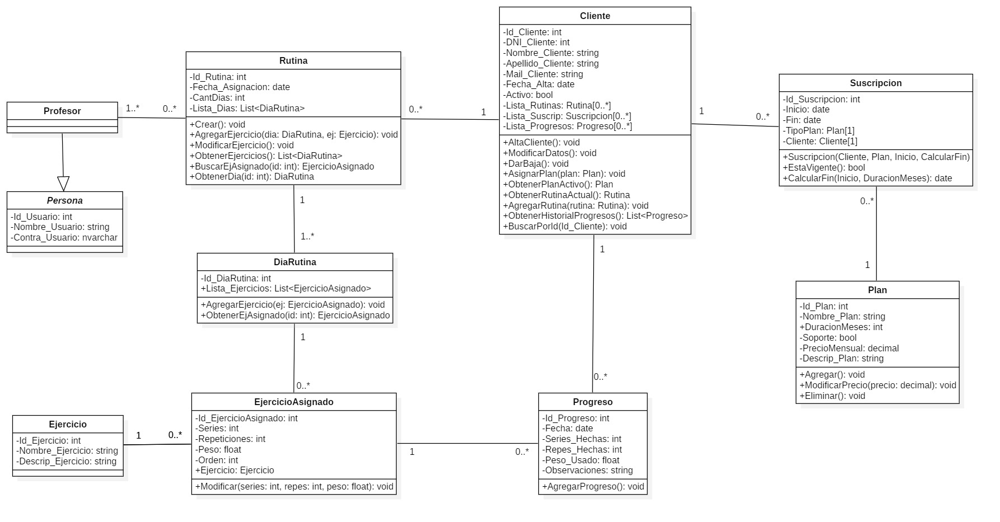 Cliente
-Id_Cliente: int
-DNI_Cliente: int
-Nombre_Cliente: string
-Apellido_Cliente: string
-Mail_Cliente: string
-Fecha_Alta: date
-Activo: bool
-Lista_Rutinas: Rutina[0..*]
-Lista_Suscrip: Suscripcion[0..*]
-Lista_Progresos: Progreso[0..*]
+AltaCliente(): void
+ModificarDatos(): void
+DarBaja(): void
+AsignarPlan(plan: Plan): void
+ObtenerPlanActivo(): Plan
+ObtenerRutinaActual(): Rutina
+AgregarRutina(rutina: Rutina): void
+ObtenerHistorialProgresos(): List<Progreso>
+BuscarPorId(Id_Cliente): void
Rutina
-Id_Rutina: int
-Fecha_Asignacion: date
-CantDias: int
-Lista_Dias: List<DiaRutina>
+Crear(): void
+AgregarEjercicio(dia: DiaRutina, ej: Ejercicio): void
+ModificarEjercicio(): void
+ObtenerEjercicios(): List<DiaRutina>
+BuscarEjAsignado(id: int): EjercicioAsignado
+ObtenerDia(id: int): DiaRutina
Suscripcion
-Id_Suscripcion: int
-Inicio: date
-Fin: date
-TipoPlan: Plan[1]
-Cliente: Cliente[1]
+Suscripcion(Cliente, Plan, Inicio, CalcularFin)
+EstaVigente(): bool
+CalcularFin(Inicio, DuracionMeses): date
Profesor
1..*
0..*
0..*
1
1
0..*
Persona
-Id_Usuario: int
-Nombre_Usuario: string
-Contra_Usuario: nvarchar
1
1..*
0..*
1
1
0..*
DiaRutina
-Id_DiaRutina: int
+Lista_Ejercicios: List<EjercicioAsignado>
+AgregarEjercicio(ej: EjercicioAsignado): void
+ObtenerEjAsignado(id: int): EjercicioAsignado
Plan
-Id_Plan: int
-Nombre_Plan: string
+DuracionMeses: int
-Soporte: bool
-PrecioMensual: decimal
-Descrip_Plan: string
+Agregar(): void
+ModificarPrecio(precio: decimal): void
+Eliminar(): void
1
0..*
Ejercicio
-Id_Ejercicio: int
-Nombre_Ejercicio: string
-Descrip_Ejercicio: string
1
0..*
EjercicioAsignado
-Id_EjercicioAsignado: int
-Series: int
-Repeticiones: int
-Peso: float
-Orden: int
+Ejercicio: Ejercicio
+Modificar(series: int, repes: int, peso: float): void
1
0..*
Progreso
-Id_Progreso: int
-Fecha: date
-Series_Hechas: int
-Repes_Hechas: int
-Peso_Usado: float
-Observaciones: string
+AgregarProgreso(): void